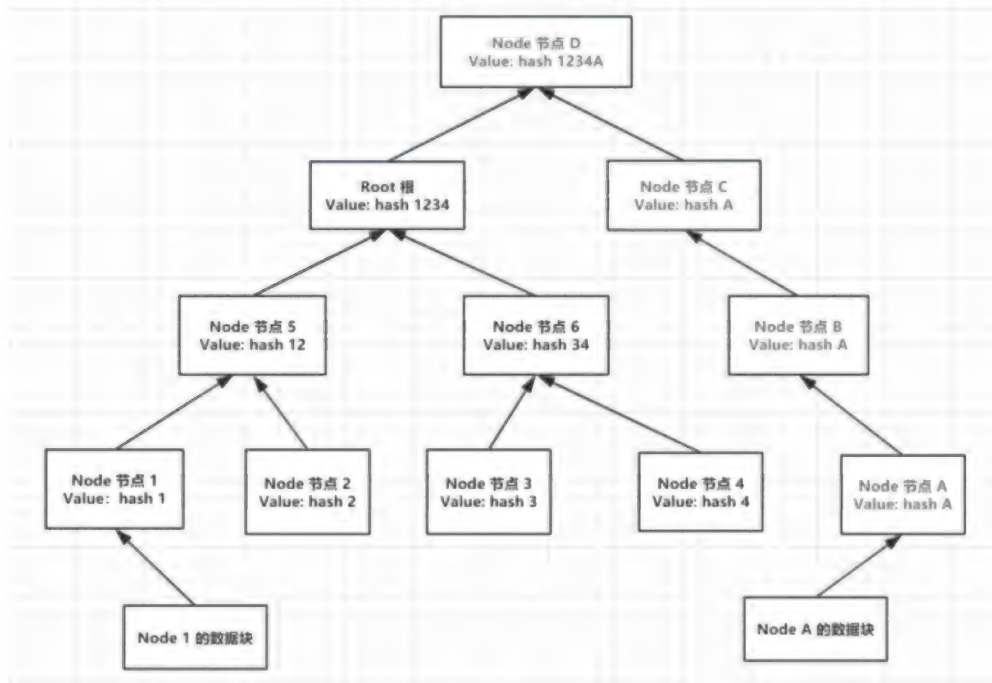 Node 节点 D
Value: hash 1234A
Root 根
Value: hash 1234
Node 节点 C
Value: hash A
Node 节点 5
Value: hash 12
Node 节点 6
Value: hash 34
Node 节点 B
Value: hash A
Node 节点 1
Value: hash 1
Node 节点 2
Value: hash 2
Node 节点 3
Value: hash 3
Node 节点 4
Value: hash 4
Node 节点 A
Value: hash A
Node 1 的数据块
Node A 的数据块